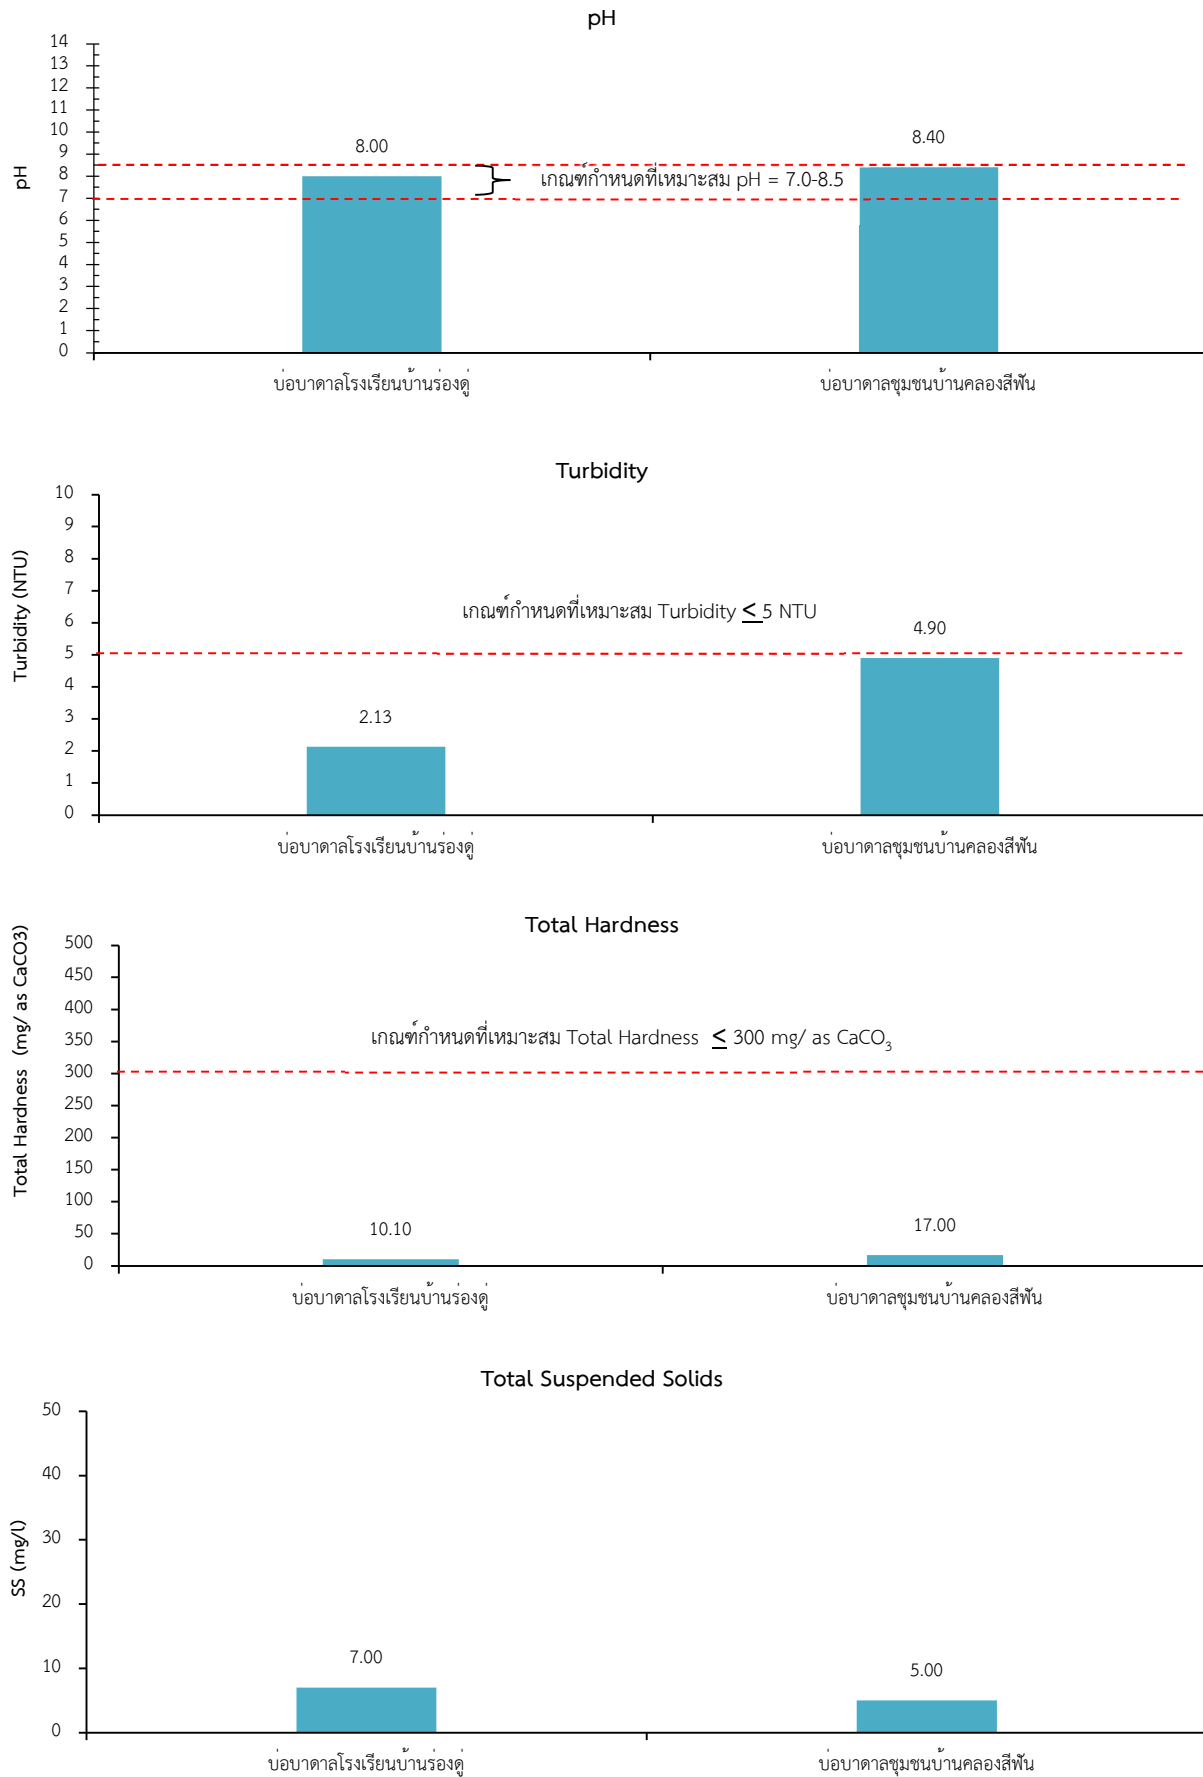 pH
14
13
12
11
10
9
8
7
6
5
4
3
2
1
0
pH
8.00
8.40
เกณฑ์กำหนดที่เหมาะสม pH = 7.0-8.5
บ่อบาดาลโรงเรียนบ้านร่องดู่
บ่อบาดาลชุมชนบ้านคลองสีฟัน
Turbidity
10
9
8
7
6
5
4
3
2
1
0
Turbidity (NTU)
เกณฑ์กำหนดที่เหมาะสม Turbidity ≤ 5 NTU
4.90
2.13
บ่อบาดาลโรงเรียนบ้านร่องดู่
บ่อบาดาลชุมชนบ้านคลองสีฟัน
Total Hardness
500
450
400
350
300
250
200
150
100
50
0
Total Hardness (mg/ as CaCO3)
เกณฑ์กำหนดที่เหมาะสม Total Hardness ≤ 300 mg/ as CaCO₃
10.10
17.00
บ่อบาดาลโรงเรียนบ้านร่องดู่
บ่อบาดาลชุมชนบ้านคลองสีฟัน
Total Suspended Solids
50
40
30
20
10
0
SS (mg/l)
7.00
5.00
บ่อบาดาลโรงเรียนบ้านร่องดู่
บ่อบาดาลชุมชนบ้านคลองสีฟัน